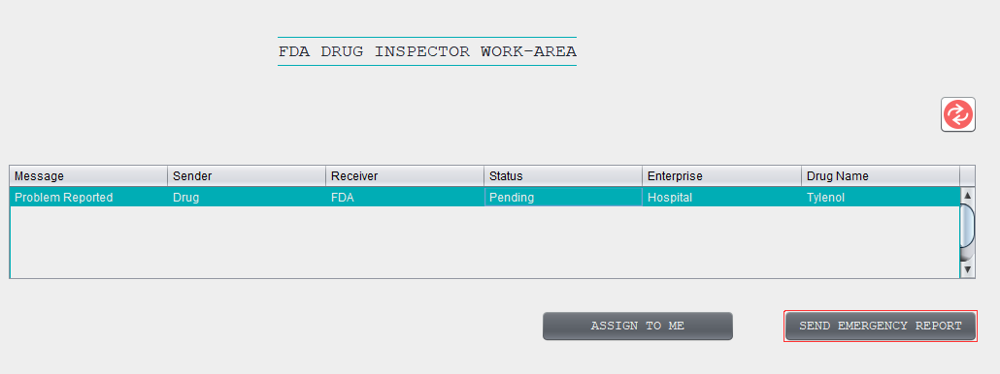 FDA DRUG INSPECTOR WORK-AREA
Message Sender Receiver Status Enterprise Drug Name
Problem Reported Drug FDA Pending Hospital Tylenol
ASSIGN TO ME SEND EMERGENCY REPORT